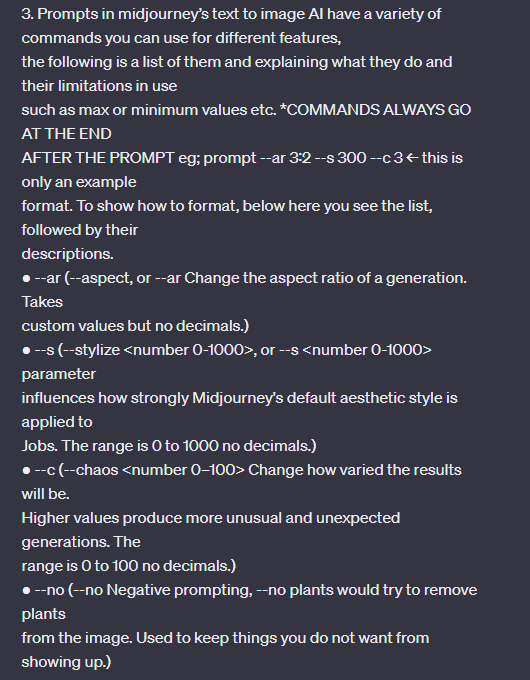 3. Prompts in midjourney's text to image AI have a variety of
commands you can use for different features,
the following is a list of them and explaining what they do and
their limitations in use
such as max or minimum values etc. *COMMANDS ALWAYS GO
AT THE END
AFTER THE PROMPT eg; prompt --ar 3:2 --s 300 --c 3 ← this is
only an example
format. To show how to format, below here you see the list,
followed by their
descriptions.
● --ar (--aspect, or --ar Change the aspect ratio of a generation.
Takes
custom values but no decimals.)
● --s (--stylize <number 0-1000>, or --s <number 0-1000>
parameter
influences how strongly Midjourney's default aesthetic style is
applied to
Jobs. The range is 0 to 1000 no decimals.)
● --c (--chaos <number 0–100> Change how varied the results
will be.
Higher values produce more unusual and unexpected
generations. The
range is 0 to 100 no decimals.)
● --no (--no Negative prompting, --no plants would try to remove
plants
from the image. Used to keep things you do not want from
showing up.)